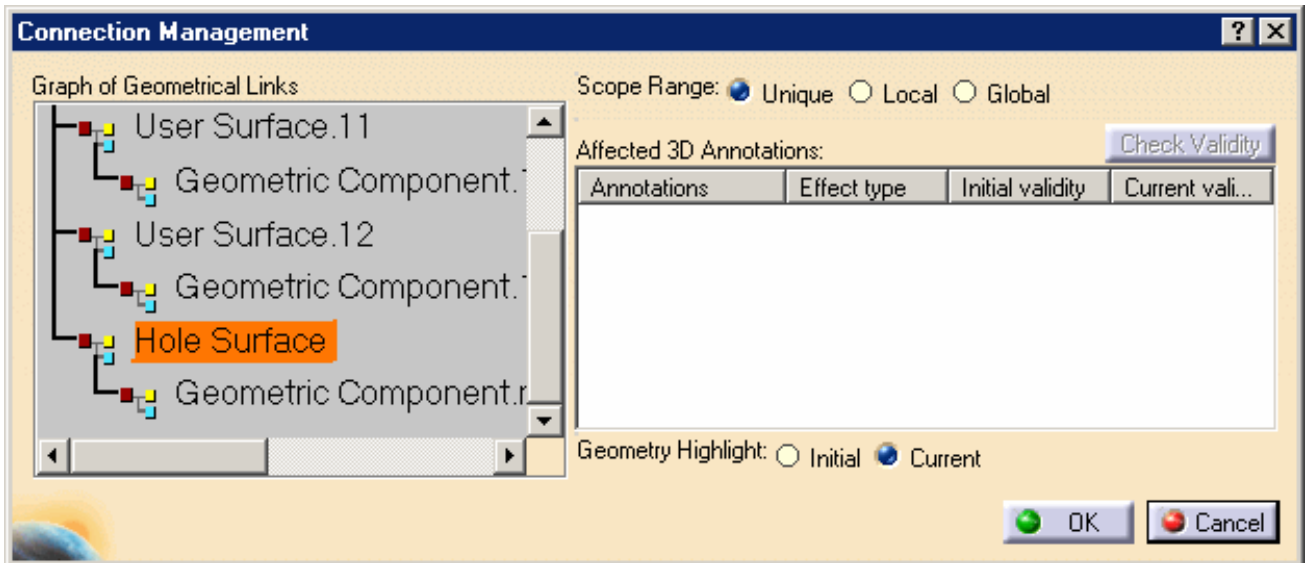 Connection Management
Graph of Geometrical Links
User Surface.11
Geometric Component.
User Surface.12
Geometric Component.
Hole Surface
Geometric Component.
Scope Range: Unique Local Global
Affected 3D Annotations: Check Validity
Annotations Effect type Initial validity Current vali...
Geometry Highlight: Initial Current
OK Cancel